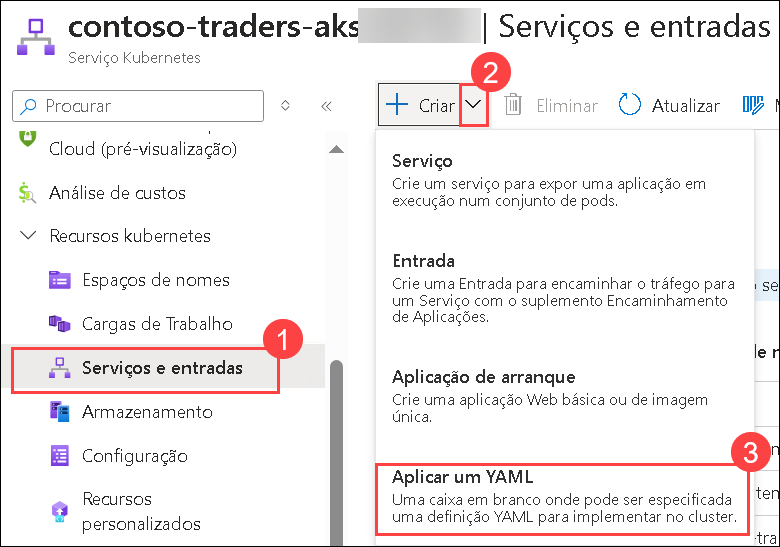 contoso-traders-aks | Serviços e entradas
Serviço Kubernetes
2
Procurar
Criar
Eliminar
Atualizar
Cloud (pré-visualização)
Análise de custos
Recursos kubernetes
Espaços de nomes
Cargas de Trabalho
1
Serviços e entradas
Armazenamento
Configuração
Recursos
personalizados
Serviço
Crie um serviço para expor uma aplicação em
execução num conjunto de pods.
Entrada
Crie uma Entrada para encaminhar o tráfego para
um Serviço com o suplemento Encaminhamento
de Aplicações.
Aplicação de arranque
Crie uma aplicação Web básica ou de imagem
única.
3
Aplicar um YAML
Uma caixa em branco onde pode ser especificada
uma definição YAML para implementar no cluster.